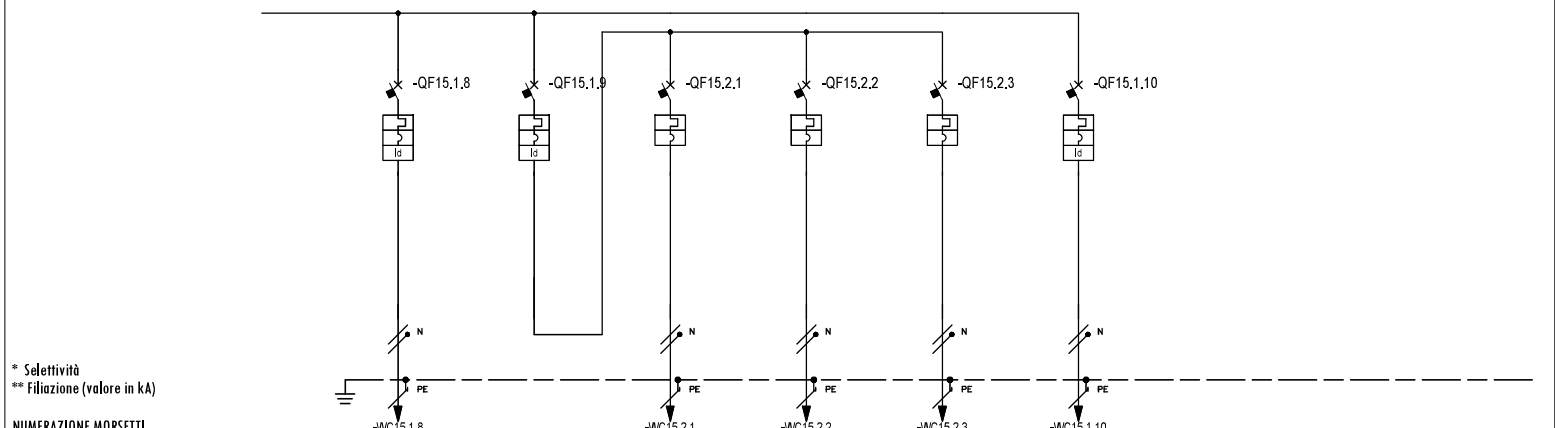 -QF15.1.8 -QF15.1.9 -QF15.2.1 -QF15.2.2 -QF15.2.3 -QF15.1.10
Id Id Id
N N N N N
* Selettività
** Filiazione (valore in kA)
PE PE PE PE PE
NUMERAZIONE MORSETTI -WC15.1.8 -WC15.2.1 -WC15.2.2 -WC15.2.3 -WC15.1.10